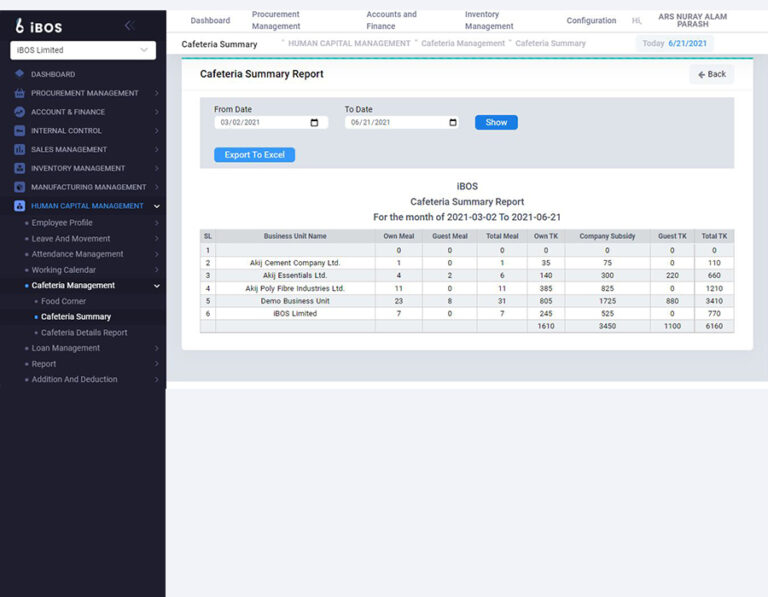 iBOS
iBOS Limited
DASHBOARD
PROCUREMENT MANAGEMENT
ACCOUNT & FINANCE
INTERNAL CONTROL
SALES MANAGEMENT
INVENTORY MANAGEMENT
MANUFACTURING MANAGEMENT
HUMAN CAPITAL MANAGEMENT
Employee Profile
Leave And Movement
Attendance Management
Working Calendar
Cafeteria Management
Food Corner
Cafeteria Summary
Cafeteria Details Report
Loan Management
Report
Addition And Deduction
Dashboard Procurement Management Accounts and Finance Inventory Management Configuration Hi, ARS NURAY ALAM PARASH
Cafeteria Summary HUMAN CAPITAL MANAGEMENT Cafeteria Management Cafeteria Summary Today 6/21/2021
Cafeteria Summary Report Back
From Date To Date
03/02/2021 06/21/2021 Show
Export To Excel
iBOS
Cafeteria Summary Report
For the month of 2021-03-02 To 2021-06-21
SL Business Unit Name Own Meal Guest Meal Total Meal Own TK Company Subsidy Guest TK Total TK
1 0 0 0 0 0 0 0
2 Akij Cement Company Ltd. 1 0 1 35 75 0 110
3 Akij Essentials Ltd. 4 2 6 140 300 220 660
4 Akij Poly Fibre Industries Ltd. 11 0 11 385 825 0 1210
5 Demo Business Unit 23 8 31 805 1725 880 3410
6 iBOS Limited 7 0 7 245 525 0 770
1610 3450 1100 6160